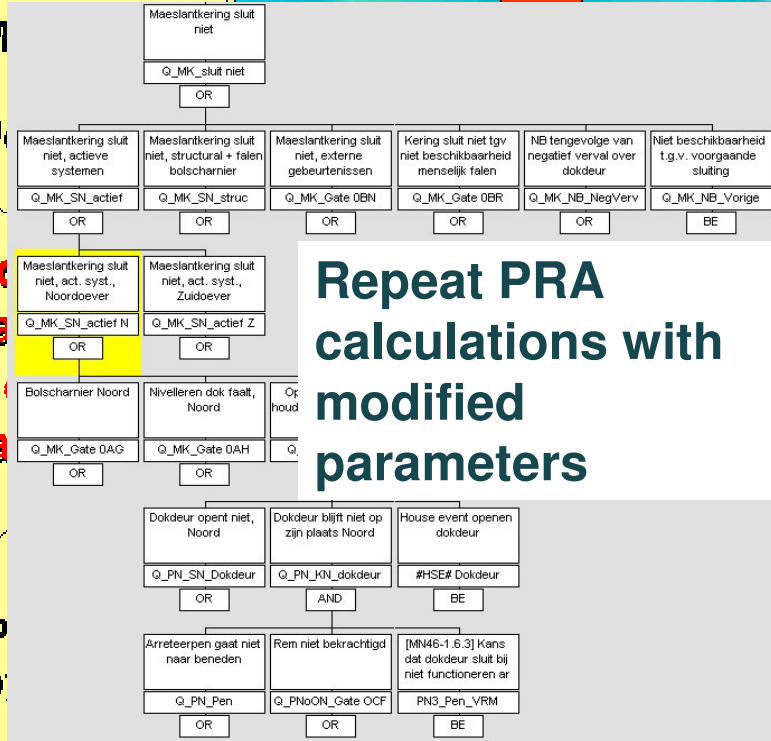 Maeslantkering sluit
niet
Q_MK_sluit niet
OR
Maeslantkering sluit
niet, actieve
systemen
Q_MK_SN_actief
OR
Maeslantkering sluit
niet, structural + falen
bolscharnier
Q_MK_SN_struc
OR
Maeslantkering sluit
niet, externe
gebeurtenissen
Q_MK_Gate 0BN
OR
Kering sluit niet tgv
niet beschikbaarheid
menselijk falen
Q_MK_Gate 0BR
OR
NB tengevolge van
negatief verval over
dokdeur
Q_MK_NB_NegVerv
OR
Niet beschikbaarheid
t.g.v. voorgaande
sluiting
Q_MK_NB_Vorige
BE
Maeslantkering sluit
niet, act. syst.,
Noordoever
Q_MK_SN_actief N
OR
Maeslantkering sluit
niet, act. syst.,
Zuidoever
Q_MK_SN_actief Z
OR
Repeat PRA
calculations with
modified
parameters
Bolscharnier Noord
Q_MK_Gate 0AG
OR
Nivelleren dok faalt,
Noord
Q_MK_Gate 0AH
OR
Dokdeur opent niet,
Noord
Q_PN_SN_Dokdeur
OR
Dokdeur blijft niet op
zijn plaats Noord
Q_PN_KN_dokdeur
AND
House event openen
dokdeur
#HSE# Dokdeur
BE
Arreteerpen gaat niet
naar beneden
Q_PN_Pen
OR
Rem niet bekrachtigd
Q_PNoON_Gate OCF
OR
[MN46-1.6.3] Kans
dat dokdeur sluit bij
niet functioneren ar
PN3_Pen_VRM
BE